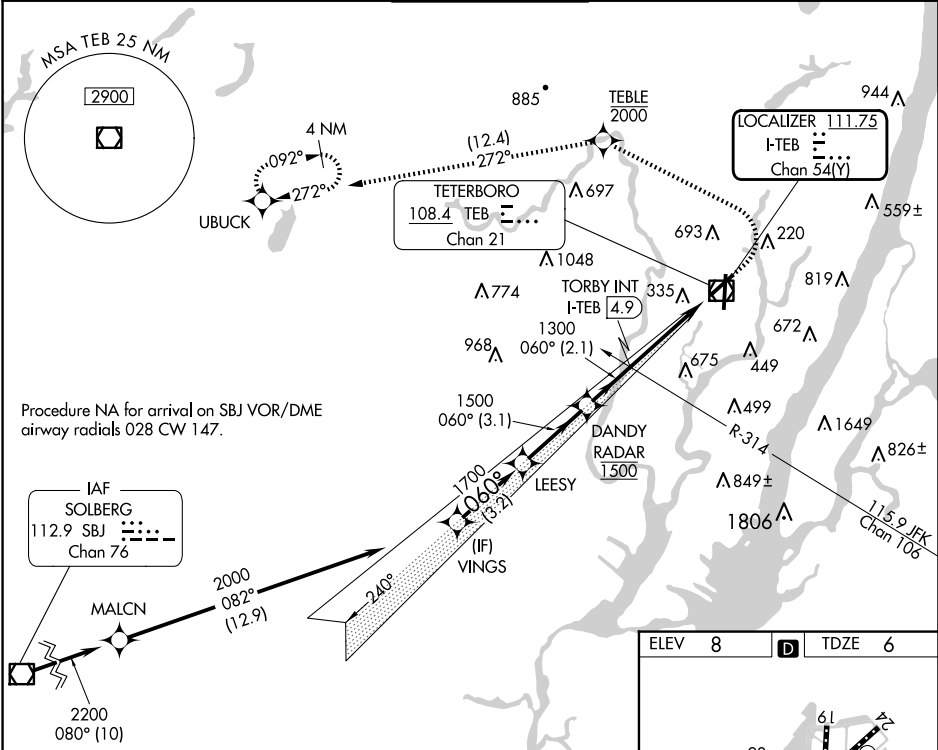 MSA TEB 25 NM
2900
4 NM
092°
272°
UBUCK
(12.4)
272°
885
TEBLE
2000
944
LOCALIZER 111.75
I-TEB
Chan 54(Y)
TETERBORO
108.4 TEB
Chan 21
697
559±
693
220
1048
819
774
TORBY INT
I-TEB 4.9
335
1300
060° (2.1)
672
968
675
449
1500
060° (3.1)
499
1649
Procedure NA for arrival on SBJ VOR/DME
airway radials 028 CW 147.
DANDY
RADAR
1500
R-314
826±
LEESY
849±
1700
060°
(3.2)
1806
115.9 JFK
Chan 106
IAF
SOLBERG
112.9 SBJ
Chan 76
(IF)
VINGS
2000
082°
(12.9)
240°
MALCN
2200
080° (10)
ELEV 8
D
TDZE 6
19
24